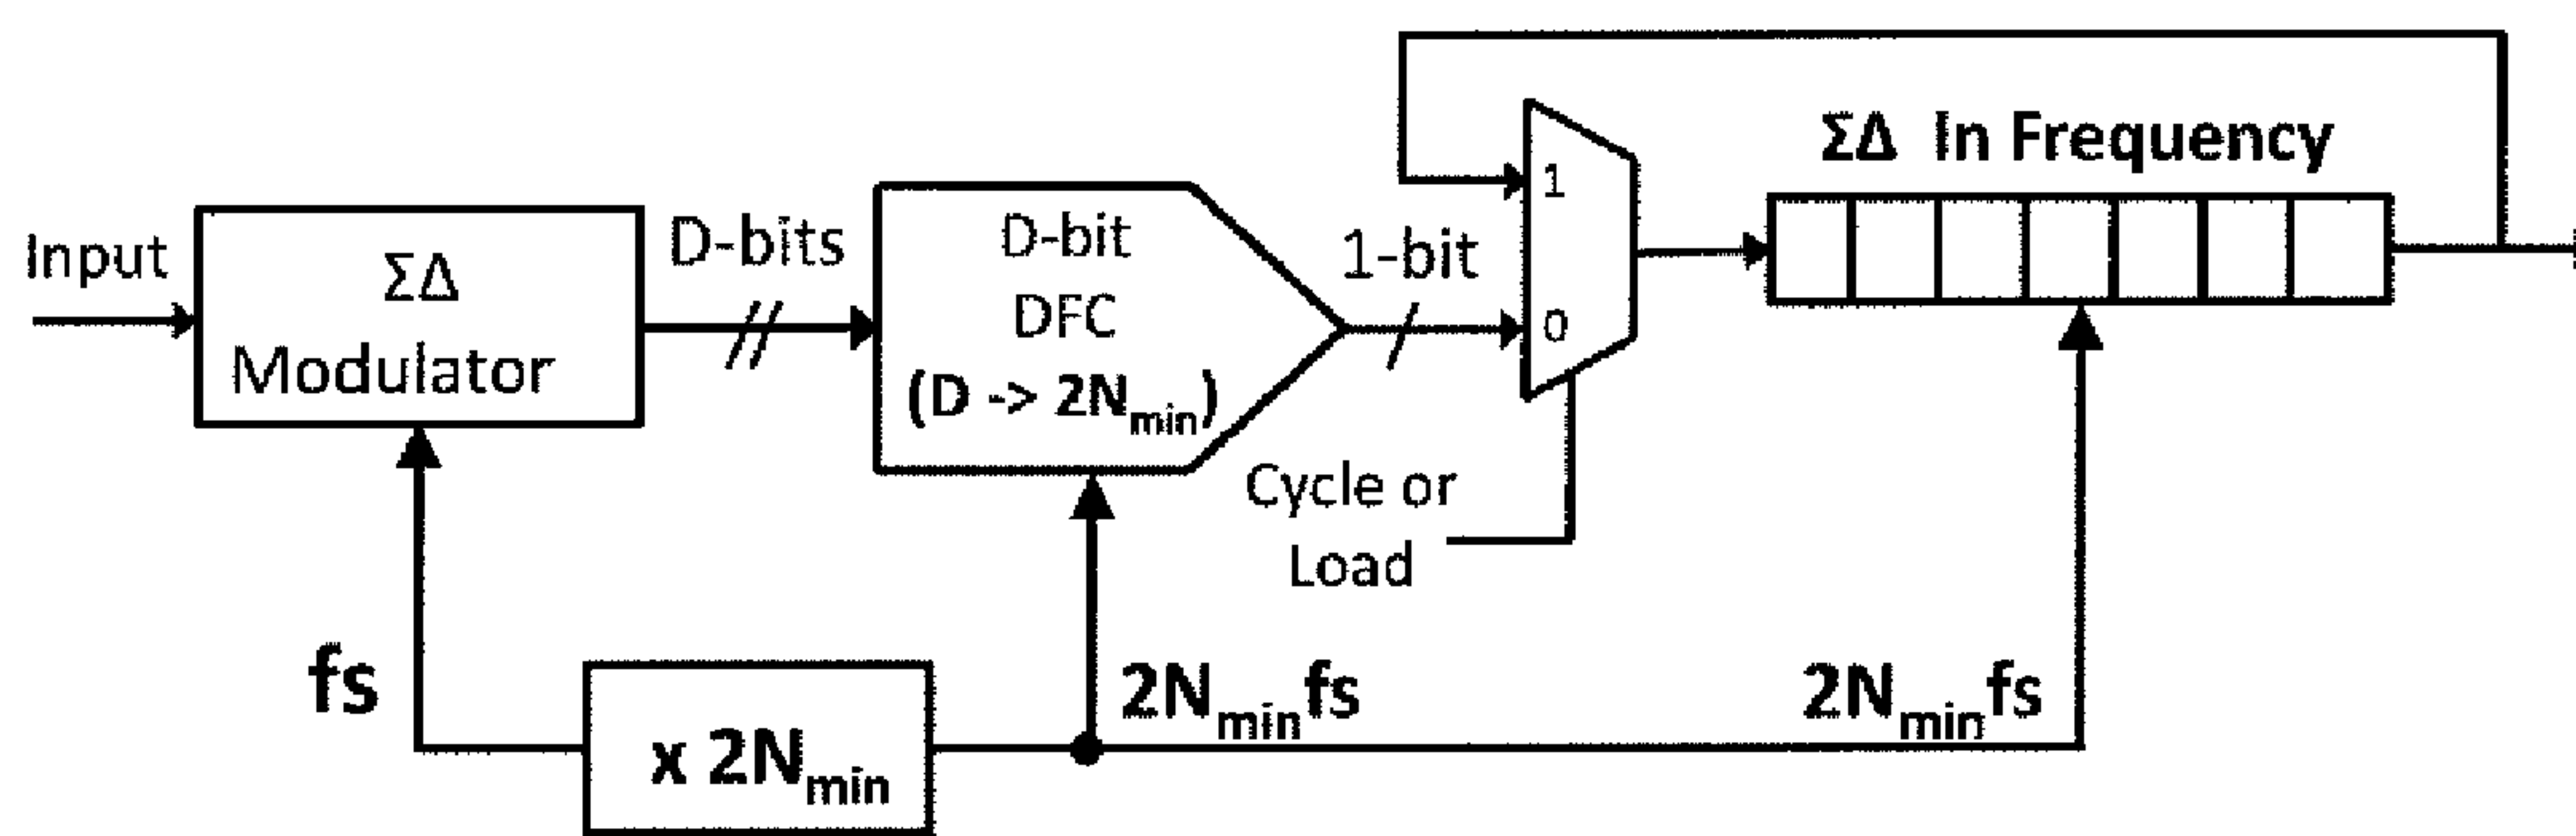 Input
ΣΔ
Modulator
D-bits
D-bit
DFC
(D -> 2Nmin)
1-bit
1
0
Cycle or
Load
ΣΔ In Frequency
fs
x 2Nmin
2Nminfs
2Nminfs